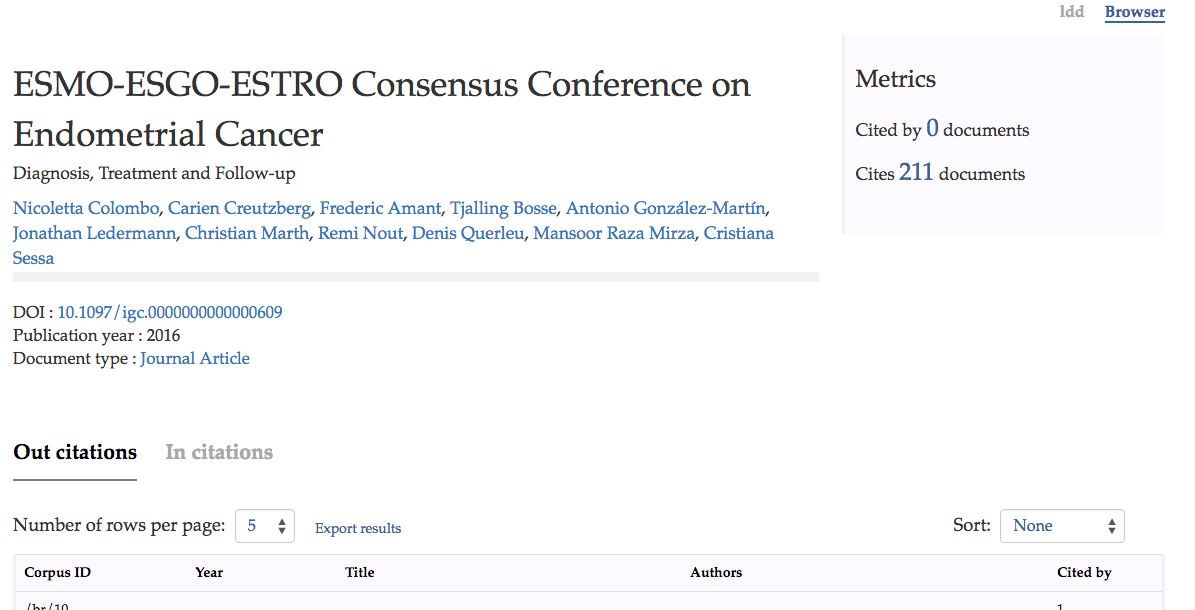 ldd Browser
ESMO-ESGO-ESTRO Consensus Conference on
Endometrial Cancer
Diagnosis, Treatment and Follow-up
Nicoletta Colombo, Carien Creutzberg, Frederic Amant, Tjalling Bosse, Antonio González-Martín,
Jonathan Ledermann, Christian Marth, Remi Nout, Denis Querleu, Mansoor Raza Mirza, Cristiana
Sessa
Metrics
Cited by 0 documents
Cites 211 documents
DOI : 10.1097/igc.0000000000000609
Publication year : 2016
Document type : Journal Article
Out citations In citations
Number of rows per page: 5 Export results Sort: None
Corpus ID Year Title Authors Cited by
/br/10 1